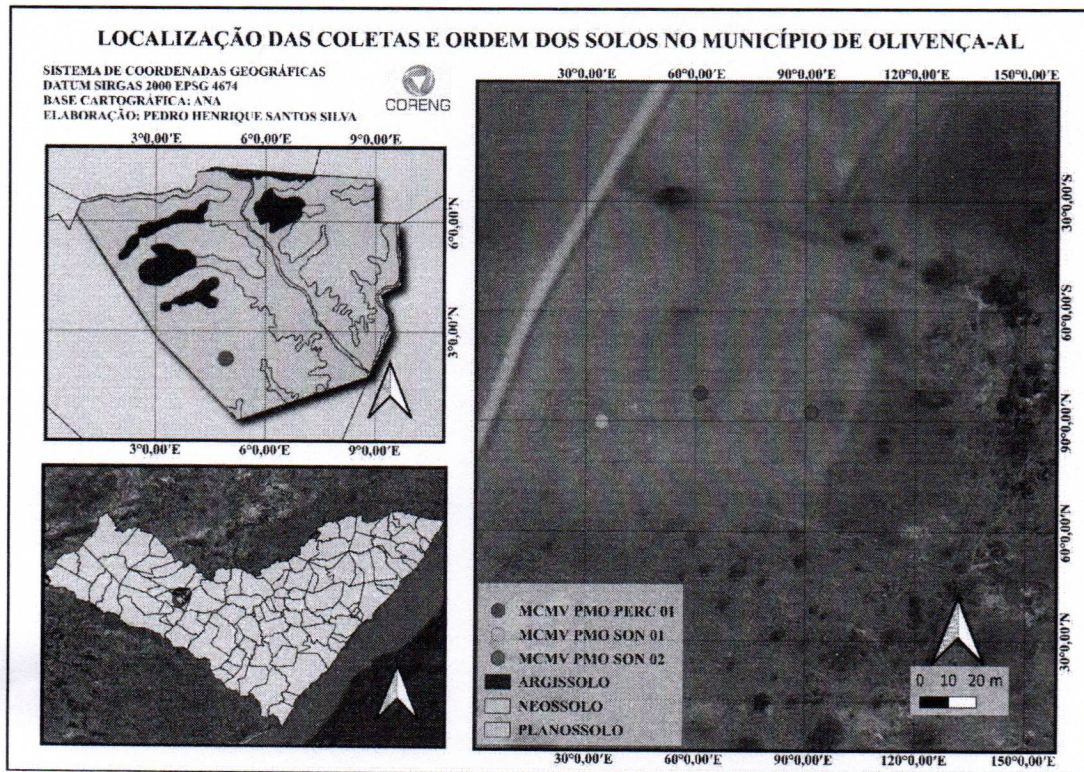 LOCALIZAÇÃO DAS COLETAS E ORDEM DOS SOLOS NO MUNICÍPIO DE OLIVENÇA-AL
SISTEMA DE COORDENADAS GEOGRÁFICAS
DATUM SIRGAS 2000 EPSG 4674
BASE CARTOGRÁFICA: ANA
ELABORAÇÃO: PEDRO HENRIQUE SANTOS SILVA
CORENG
3°0,00'E 6°0,00'E 9°0,00'E
6°0,00'N
3°0,00'N
3°0,00'E 6°0,00'E 9°0,00'E
30°0,00'E 60°0,00'E 90°0,00'E 120°0,00'E 150°0,00'E
30°0,00'S
60°0,00'S
90°0,00'N
60°0,00'N
30°0,00'N
MCMV PMO PERC 01
MCMV PMO SON 01
MCMV PMO SON 02
ARGISSOLO
NEOSSOLO
PLANOSSOLO
0 10 20 m
30°0,00'E 60°0,00'E 90°0,00'E 120°0,00'E 150°0,00'E